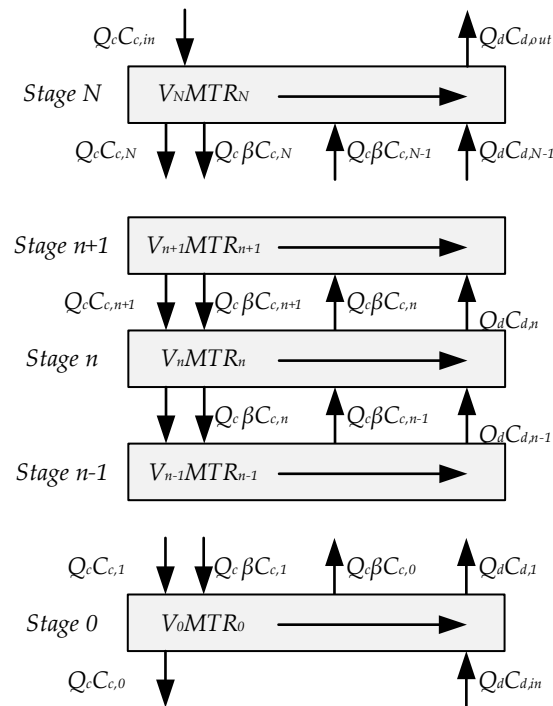 QcCc,in QdCd,out
Stage N VNMTRN
QcCc,N QcβCc,N QcβCc,N-1 QdCd,N-1
Stage n+1 Vn+1MTRn+1
QcCc,n+1 QcβCc,n+1 QcβCc,n QdCd,n
Stage n VnMTRn
QcβCc,n QcβCc,n-1 QdCd,n-1
Stage n-1 Vn-1MTRn-1
QcCc,1 QcβCc,1 QcβCc,0 QdCd,1
Stage 0 V0MTR0
QcCc,0 QdCd,in